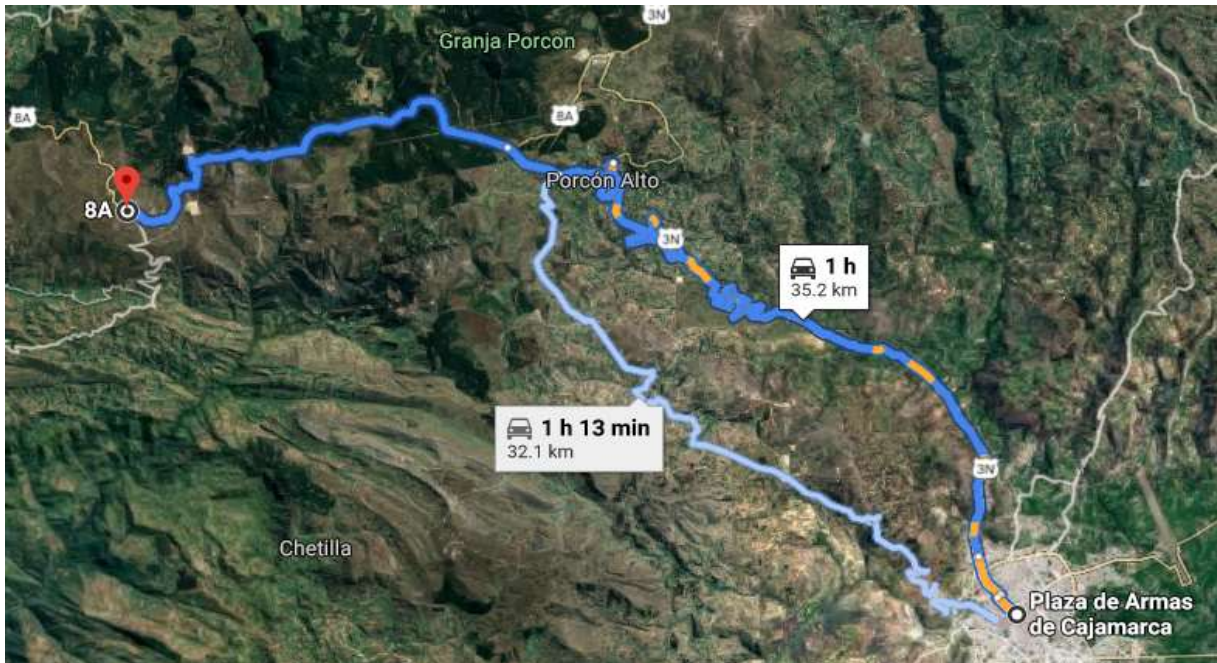 3N
Granja Porcon
8A
8A
Porcón Alto
8A
3N
1 h
35.2 km
1 h 13 min
32.1 km
3N
Chetilla
Plaza de Armas
de Cajamarca